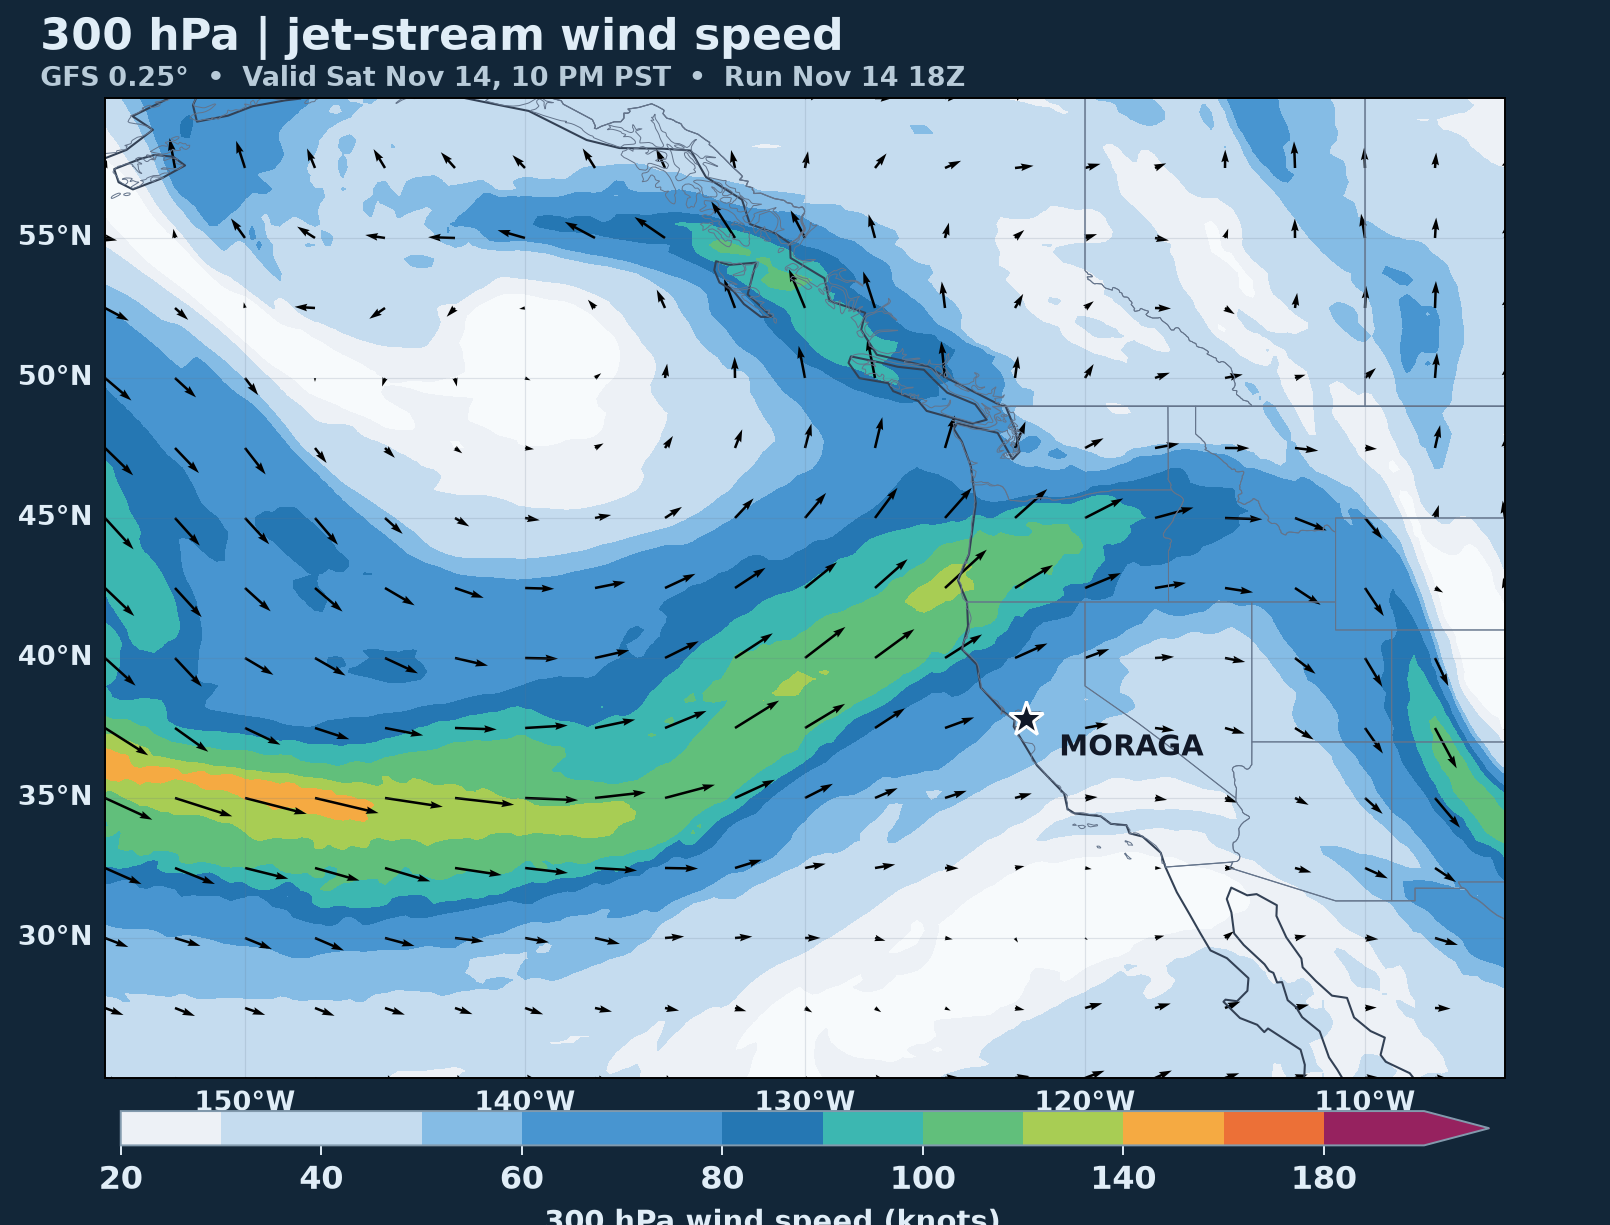 300 hPa | jet-stream wind speed
GFS 0.25° • Valid Sat Nov 14, 10 PM PST • Run Nov 14 18Z
55°N
50°N
45°N
40°N
35°N
30°N
MORAGA
150°W 140°W 130°W 120°W 110°W
20 40 60 80 100 140 180
300 hPa wind speed (knots)